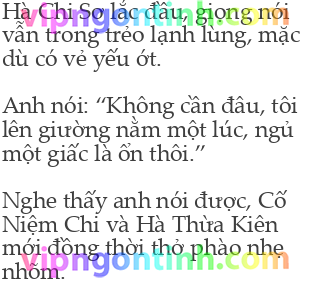 Hà Chi Sơ lắc đầu, giọng nói
vẫn trong trẻo lạnh lùng, mặc
dù có vẻ yếu ớt.
Anh nói: “Không cần đâu, tôi
lên giường nằm một lúc, ngủ
một giấc là ổn thôi.”
Nghe thấy anh nói được, Cố
Niệm Chi và Hà Thừa Kiên
mới đồng thời thở phào nhẹ
nhõm.
vipngontinh.com
vipngontinh.com